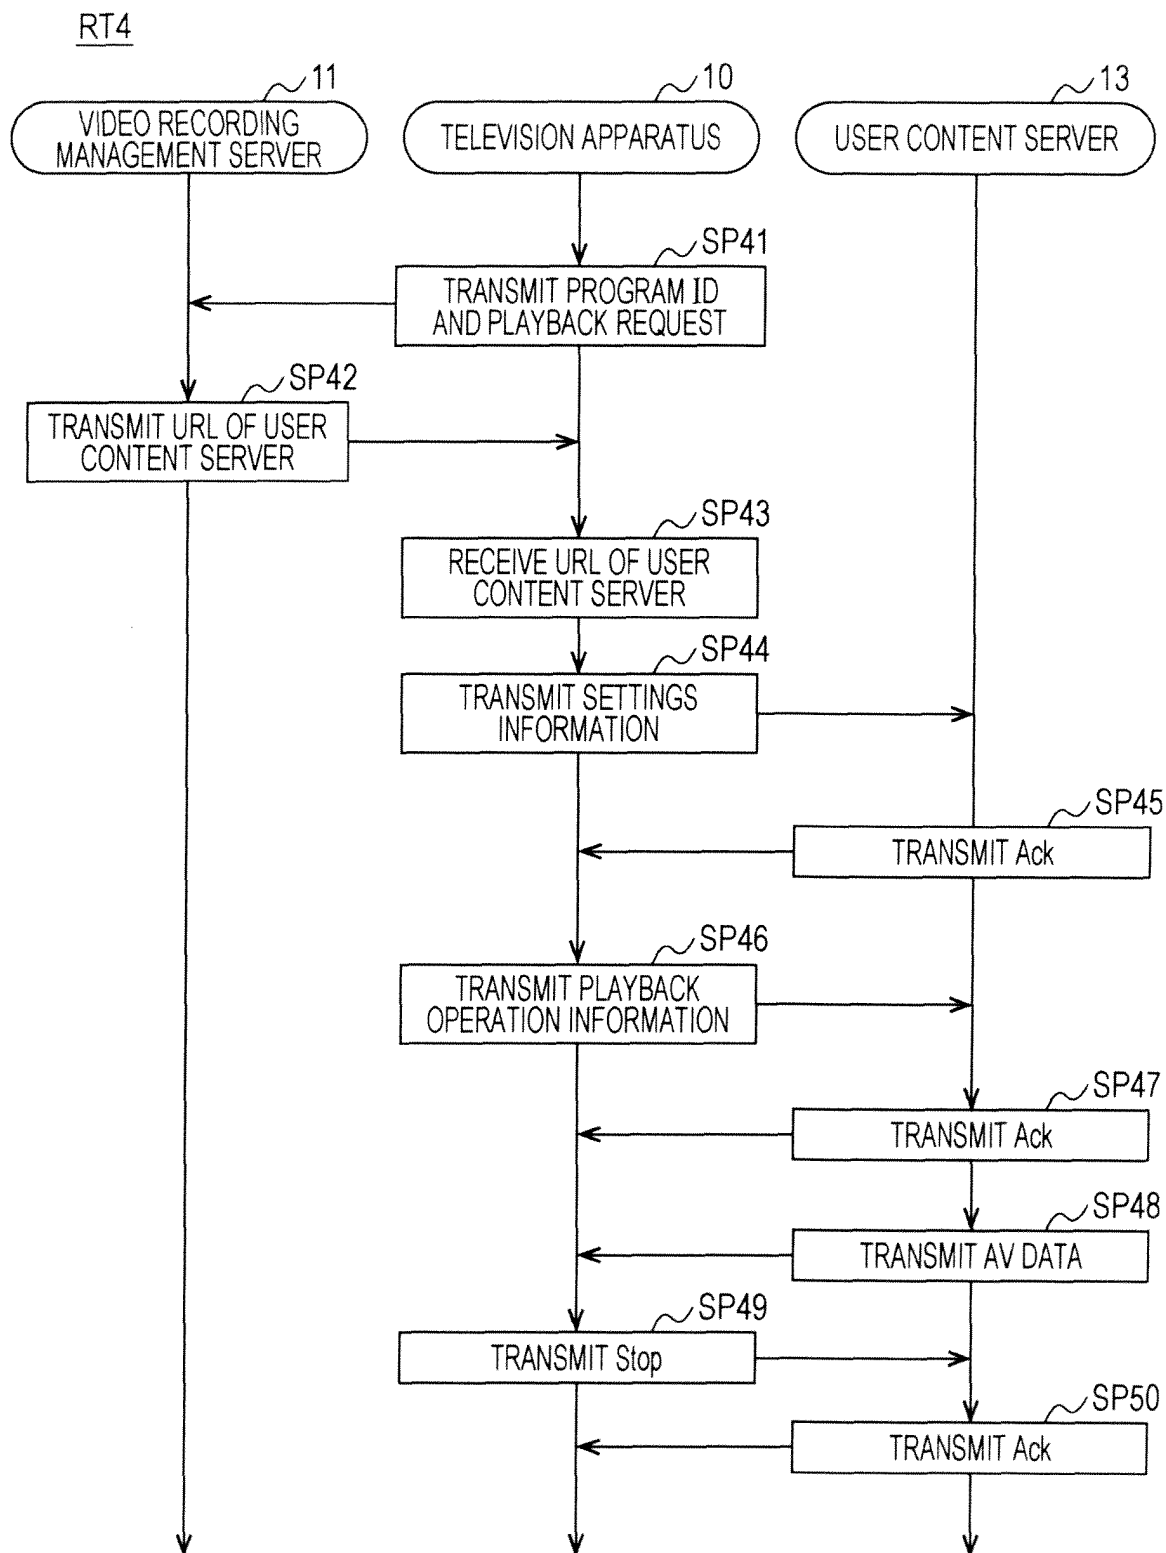 RT4
11
VIDEO RECORDING
MANAGEMENT SERVER
10
TELEVISION APPARATUS
13
USER CONTENT SERVER
SP41
TRANSMIT PROGRAM ID
AND PLAYBACK REQUEST
SP42
TRANSMIT URL OF USER
CONTENT SERVER
SP43
RECEIVE URL OF USER
CONTENT SERVER
SP44
TRANSMIT SETTINGS
INFORMATION
SP45
TRANSMIT Ack
SP46
TRANSMIT PLAYBACK
OPERATION INFORMATION
SP47
TRANSMIT Ack
SP48
TRANSMIT AV DATA
SP49
TRANSMIT Stop
SP50
TRANSMIT Ack